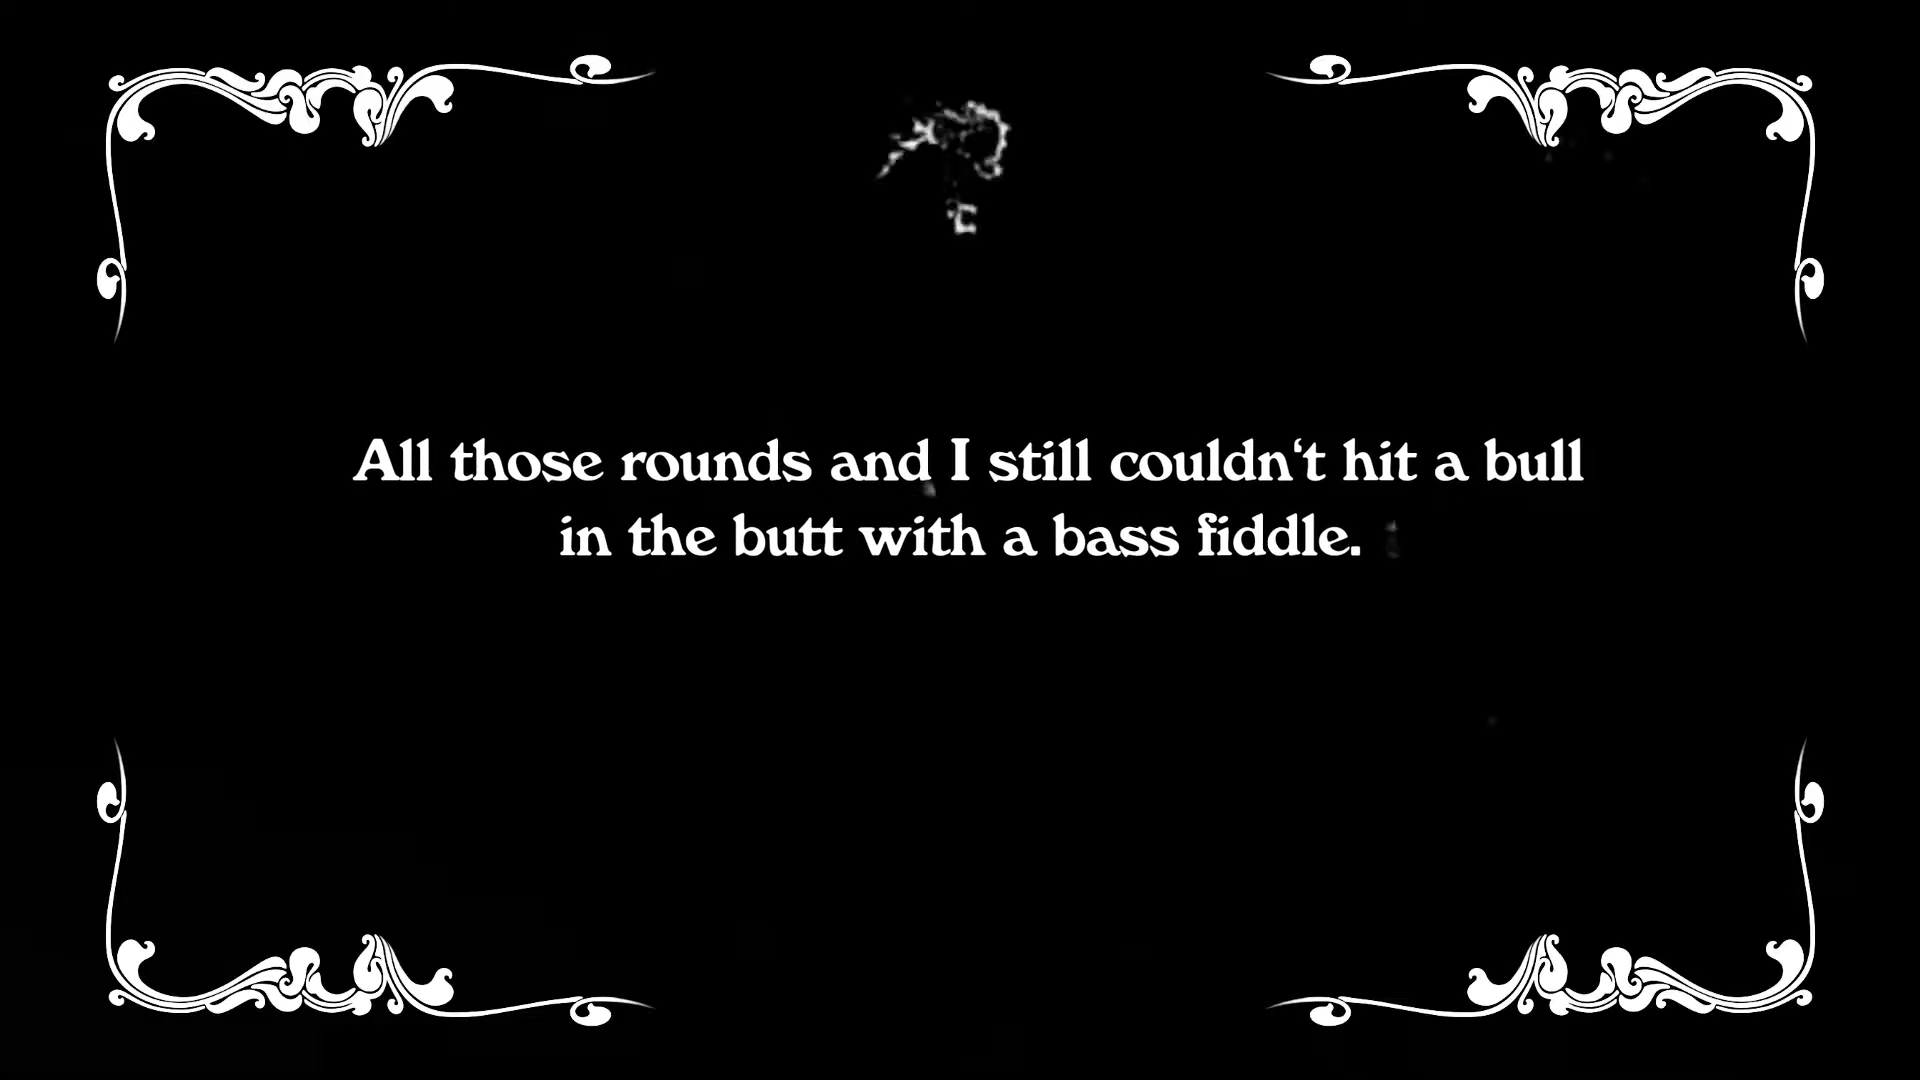 All those rounds and I still couldn‘t hit a bull
in the butt with a bass fiddle.